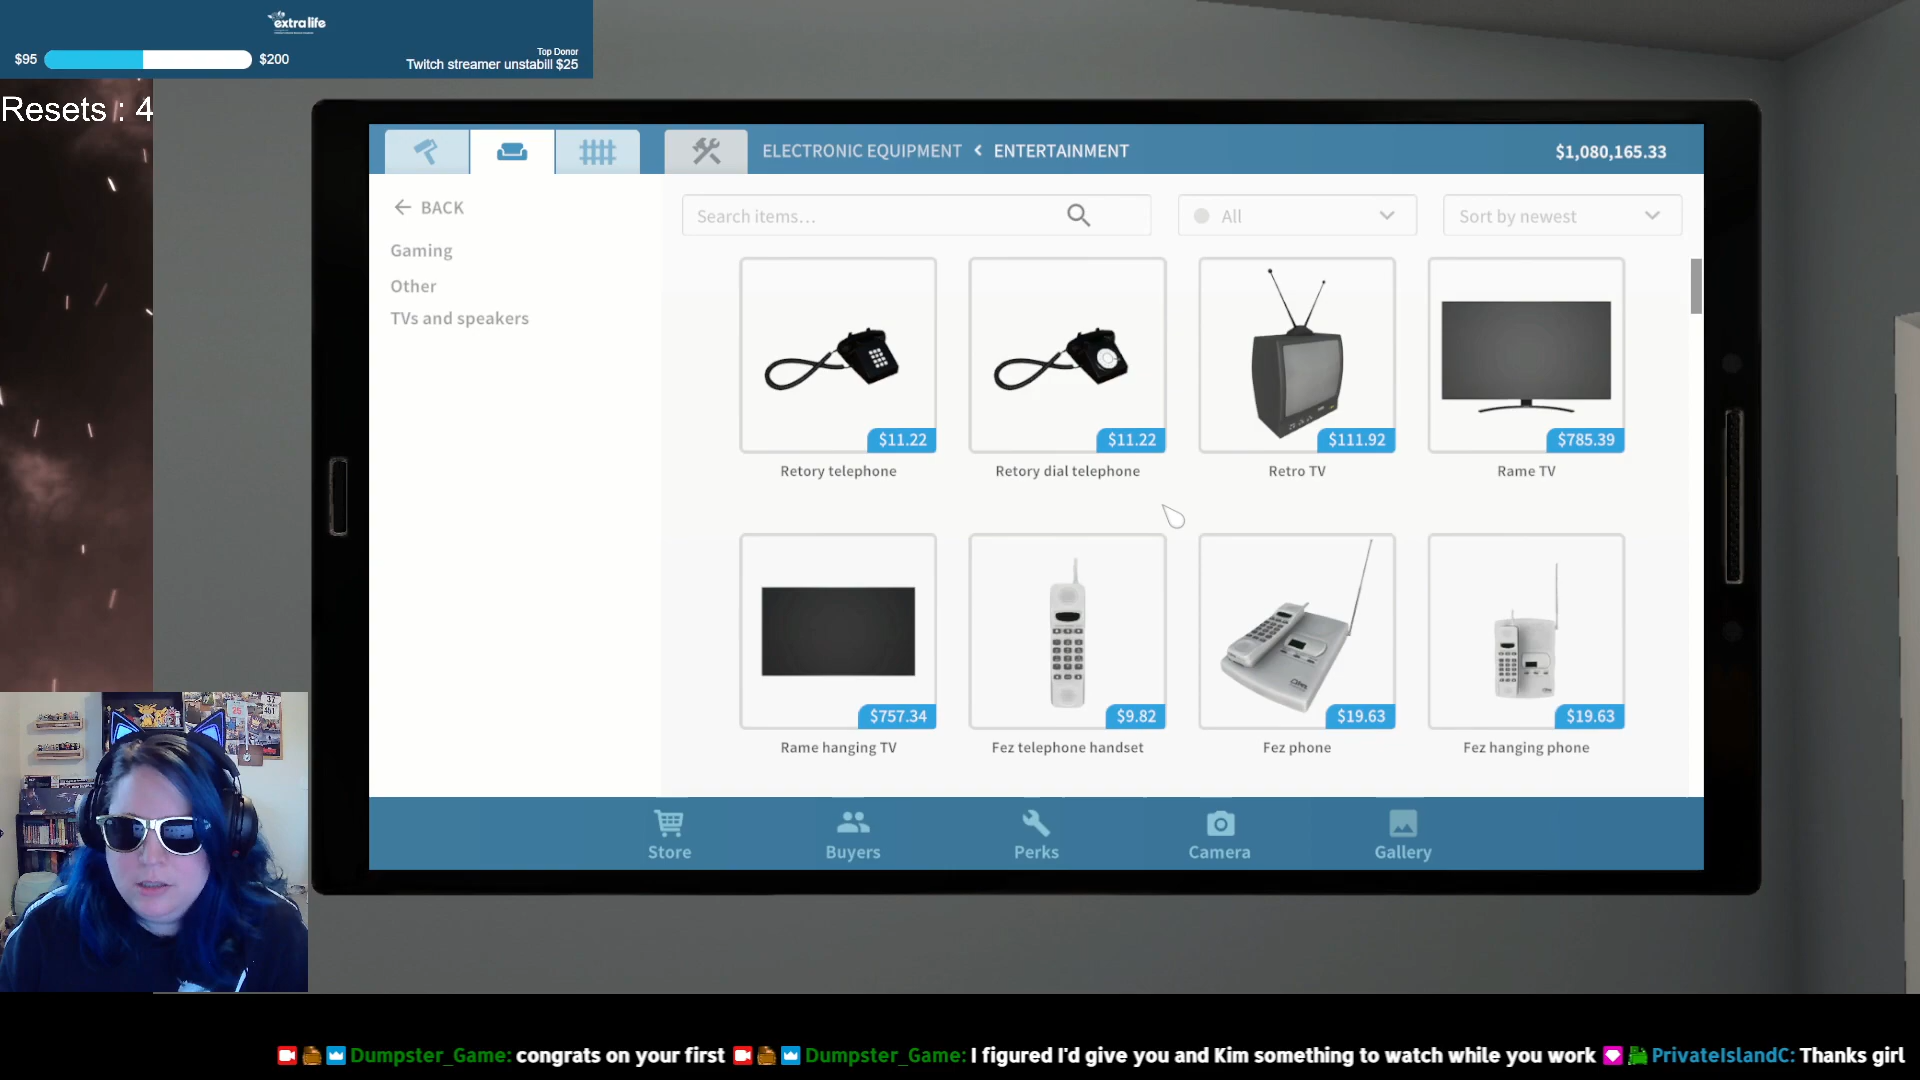 extralife
$95
$200
Top Donor
Twitch streamer unstabill $25
Resets : 4
ELECTRONIC EQUIPMENT
ENTERTAINMENT
$1,080,165.33
BACK
Gaming
Other
TVs and speakers
Search items...
All
Sort by newest
$11.22
$11.22
$111.92
$785.39
Retory telephone
Retory dial telephone
Retro TV
Rame TV
$757.34
$9.82
$19.63
$19.63
Rame hanging TV
Fez telephone handset
Fez phone
Fez hanging phone
Store
Buyers
Perks
Camera
Gallery
Dumpster_Game: congrats on your first Dumpster_Game: I figured I'd give you and Kim something to watch while you work PrivateIslandC: Thanks girl